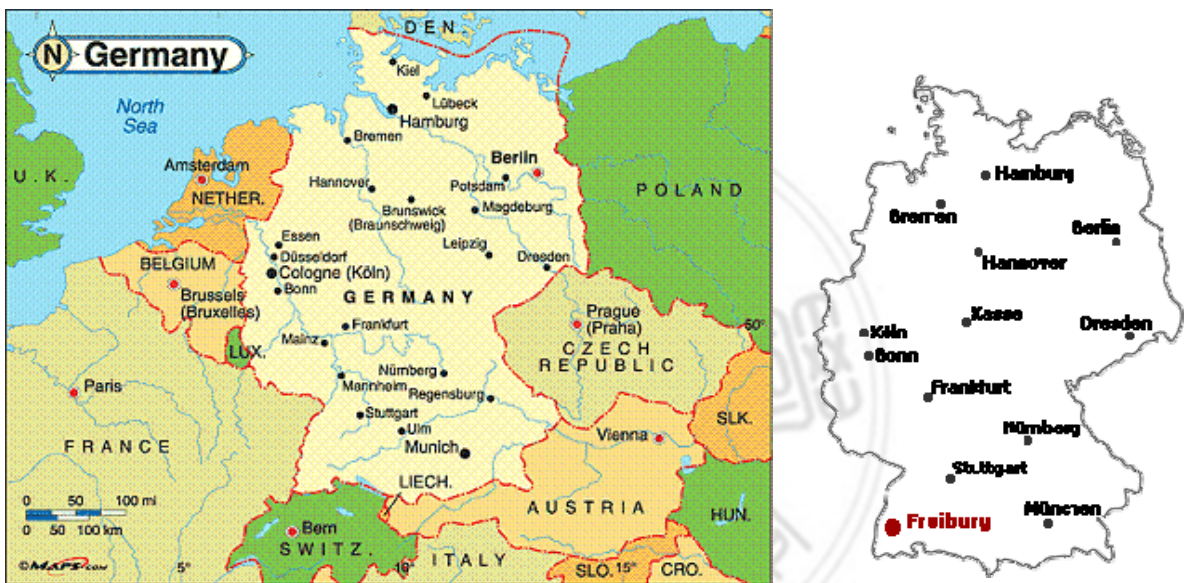 N Germany
DEN.
Kiel
Lübeck
Hamburg
North
Sea
Bremen
Berlin
Amsterdam
U.K.
NETHER.
Hannover
Potsdam
POLAND
Brunswick
(Braunschweig)
Magdeburg
Essen
Düsseldorf
Leipzig
Dresden
BELGIUM
Cologne (Köln)
Bonn
GERMANY
Brussels
(Bruxelles)
Prague
(Praha)
50°
Frankfurt
Mainz
LUX.
CZECH
REPUBLIC
Paris
Nürnberg
Mannheim
Regensburg
Stuttgart
SLK.
Ulm
Vienna
FRANCE
Munich
LIECH.
0 50 100 mi
0 50 100 km
AUSTRIA
HUN.
Bern
SWITZ.
ITALY
©MAPS.COM
5°
10°
SLO.
15°
CRO.
Hamburg
Bremen
Berlin
Hannover
Kasse
Dresden
Köln
Bonn
Frankfurt
Nürnberg
Stuttgart
Freiburg
München